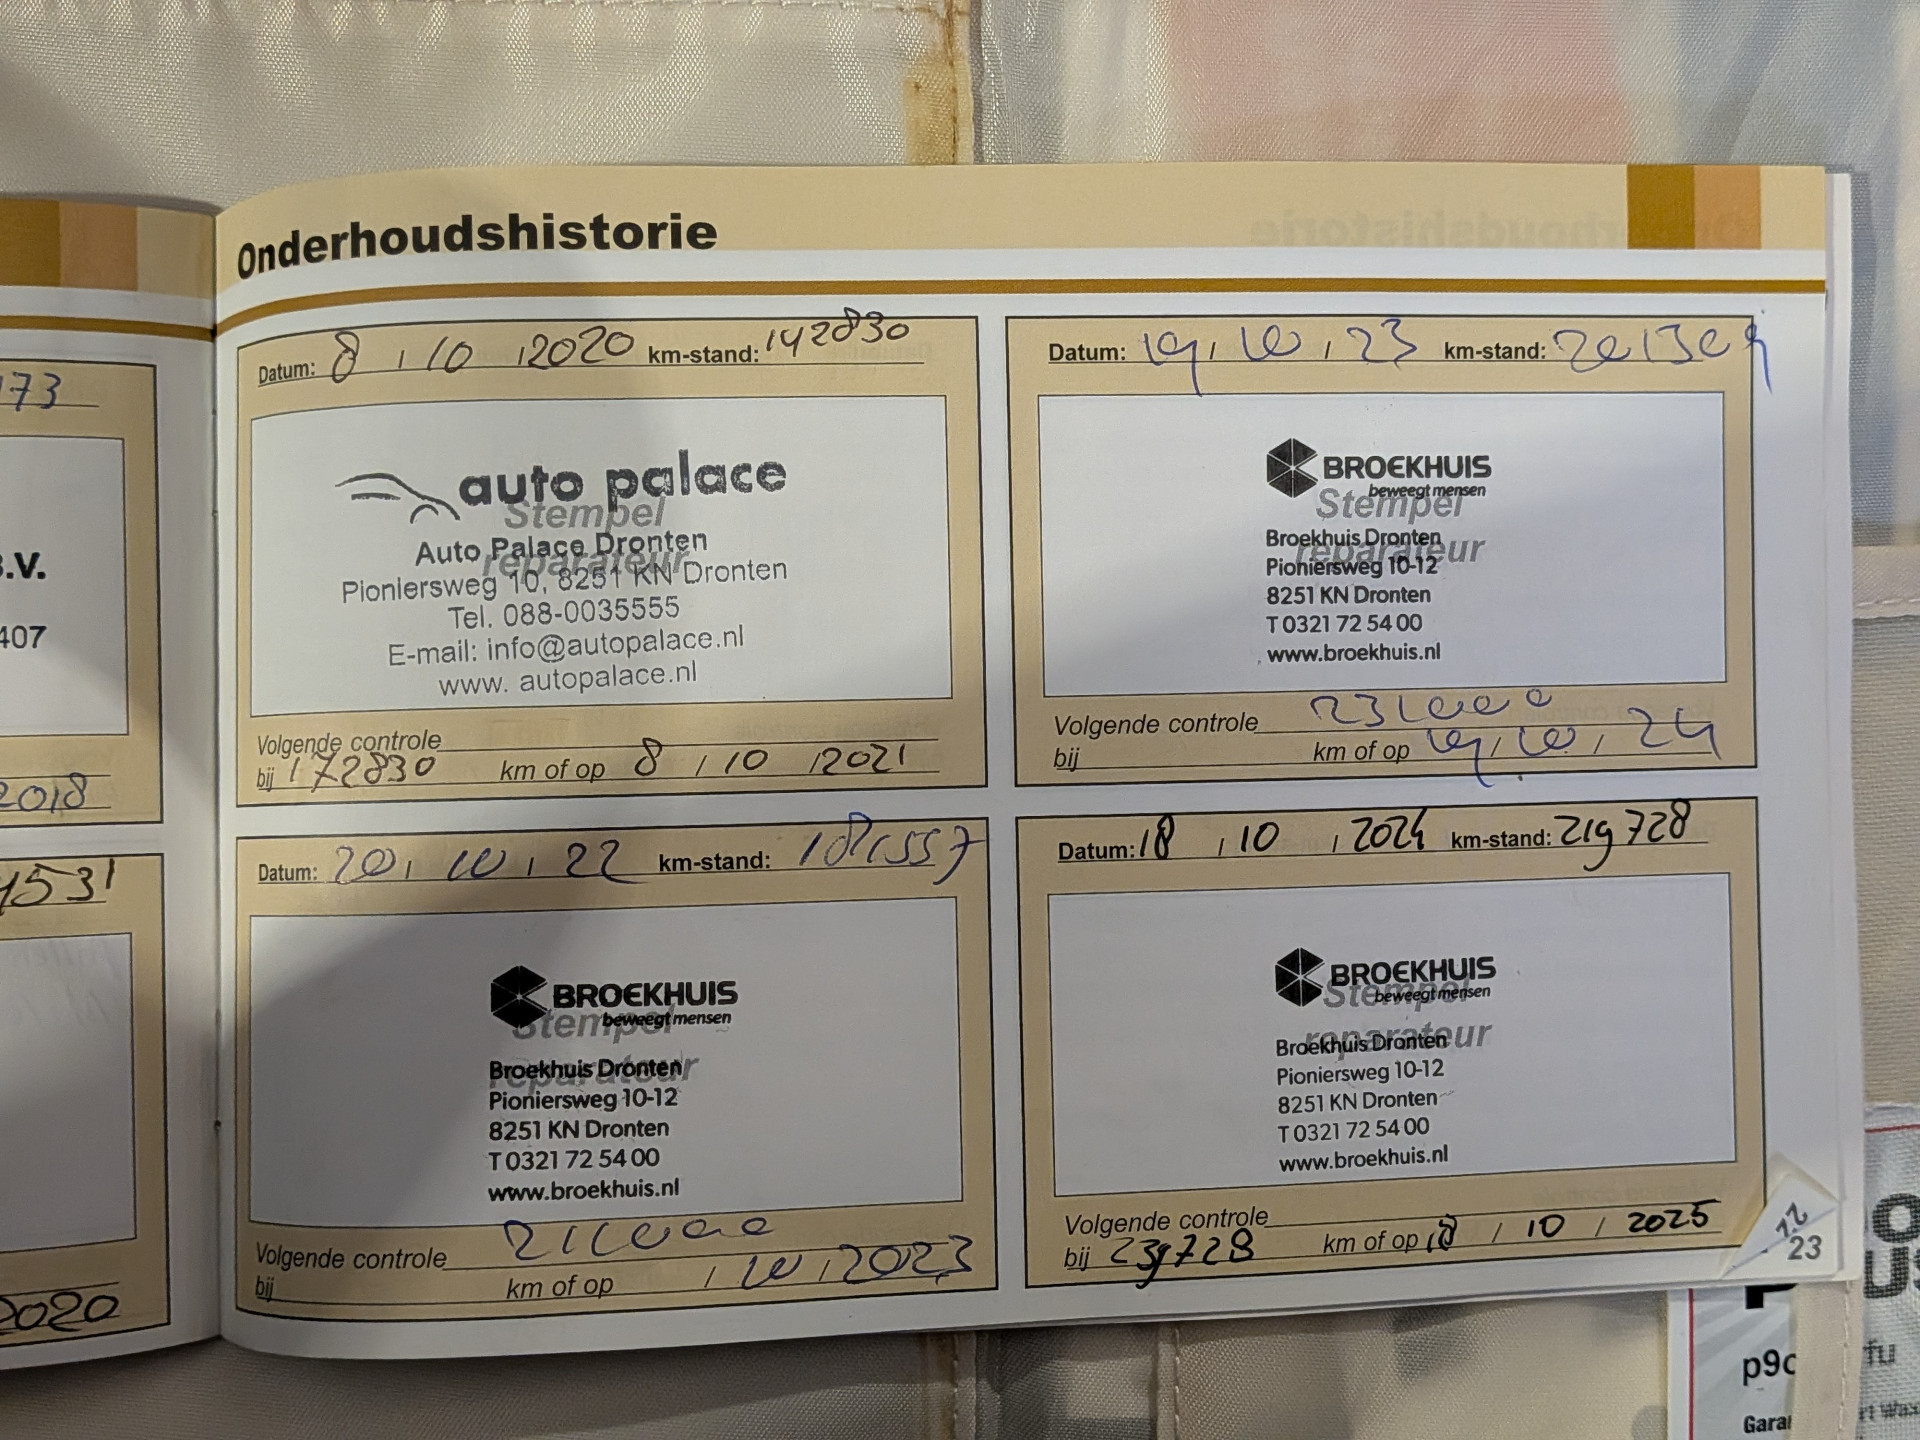 Onderhoudshistorie
73
.V.
407
2018
4531
2020
Datum: 8 / 10 / 2020 km-stand: 142830
auto palace
Stempel
reparateur
Auto Palace Dronten
Pioniersweg 10, 8251 KN Dronten
Tel. 088-0035555
E-mail: info@autopalace.nl
www. autopalace.nl
Volgende controle
bij 172830 km of op 8 / 10 / 2021
Datum: 20 / 10 / 22 km-stand:
BROEKHUIS
beweegt mensen
Stempel
reparateur
Broekhuis Dronten
Pioniersweg 10-12
8251 KN Dronten
T 0321 72 54 00
www.broekhuis.nl
Volgende controle
bij km of op / 10 / 2023
Datum: 19 / 10 / 23 km-stand:
BROEKHUIS
beweegt mensen
Stempel
reparateur
Broekhuis Dronten
Pioniersweg 10-12
8251 KN Dronten
T 0321 72 54 00
www.broekhuis.nl
Volgende controle 231000
bij km of op 19 / 10 / 24
Datum: 18 / 10 / 2024 km-stand: 219728
BROEKHUIS
beweegt mensen
Stempel
reparateur
Broekhuis Dronten
Pioniersweg 10-12
8251 KN Dronten
T 0321 72 54 00
www.broekhuis.nl
Volgende controle
bij 239728 km of op 18 / 10 / 2025
22
23
p9c
Garan